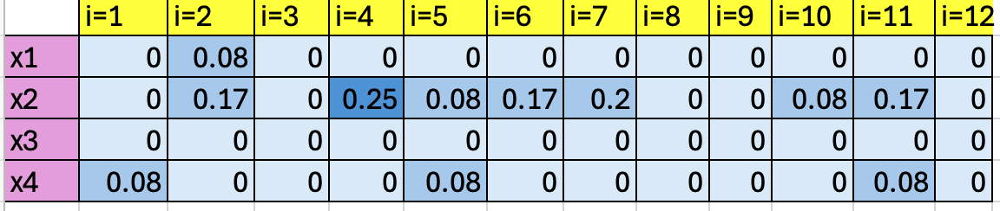 i=1 i=2 i=3 i=4 i=5 i=6 i=7 i=8 i=9 i=10 i=11 i=12
x1 0 0.08 0 0 0 0 0 0 0 0 0 0
x2 0 0.17 0 0.25 0.08 0.17 0.2 0 0 0.08 0.17 0
x3 0 0 0 0 0 0 0 0 0 0 0 0
x4 0.08 0 0 0 0.08 0 0 0 0 0 0.08 0